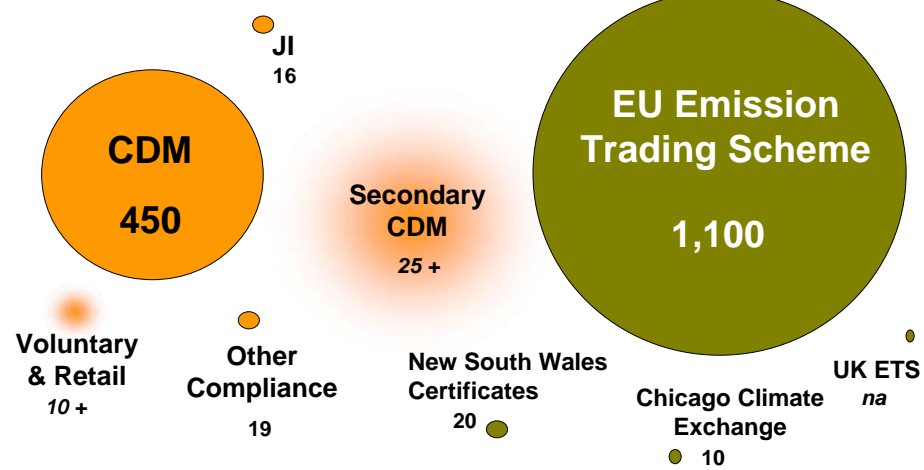 JI
16
CDM
450
EU Emission
Trading Scheme
1,100
Secondary
CDM
25 +
Voluntary
& Retail
10 +
Other
Compliance
19
New South Wales
Certificates
20
Chicago Climate
Exchange
10
UK ETS
na